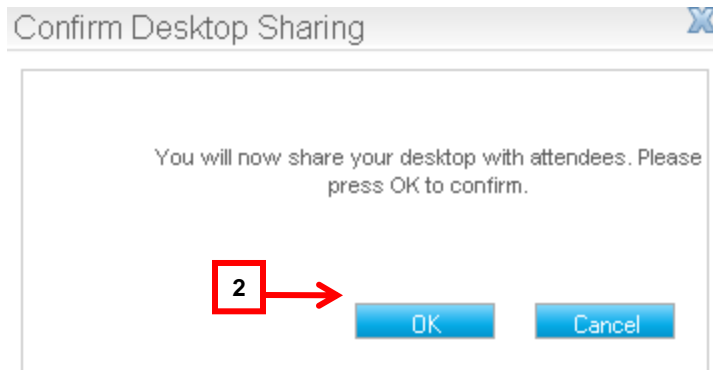 Confirm Desktop Sharing
You will now share your desktop with attendees. Please
press OK to confirm.
2
OK Cancel